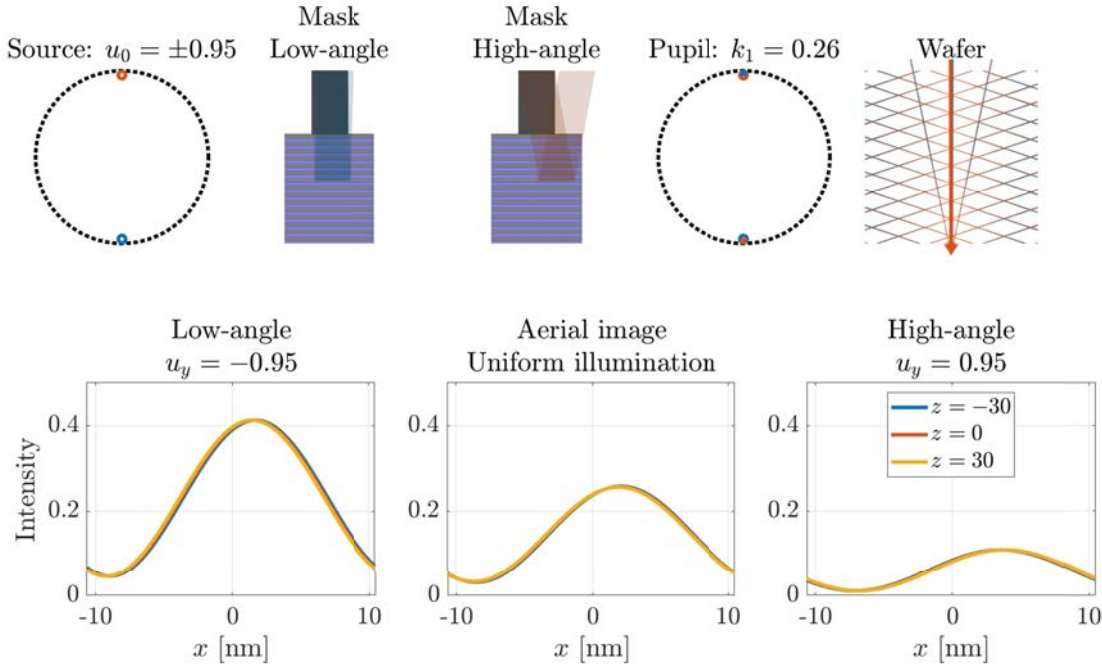 Source: u₀ = ±0.95
Mask
Low-angle
Mask
High-angle
Pupil: k₁ = 0.26
Wafer
Low-angle
u_y = −0.95
Aerial image
Uniform illumination
High-angle
u_y = 0.95
Intensity
0.4
0.2
0
-10
0
10
x [nm]
0.4
0.2
0
-10
0
10
x [nm]
0.4
0.2
0
-10
0
10
x [nm]
z = −30
z = 0
z = 30